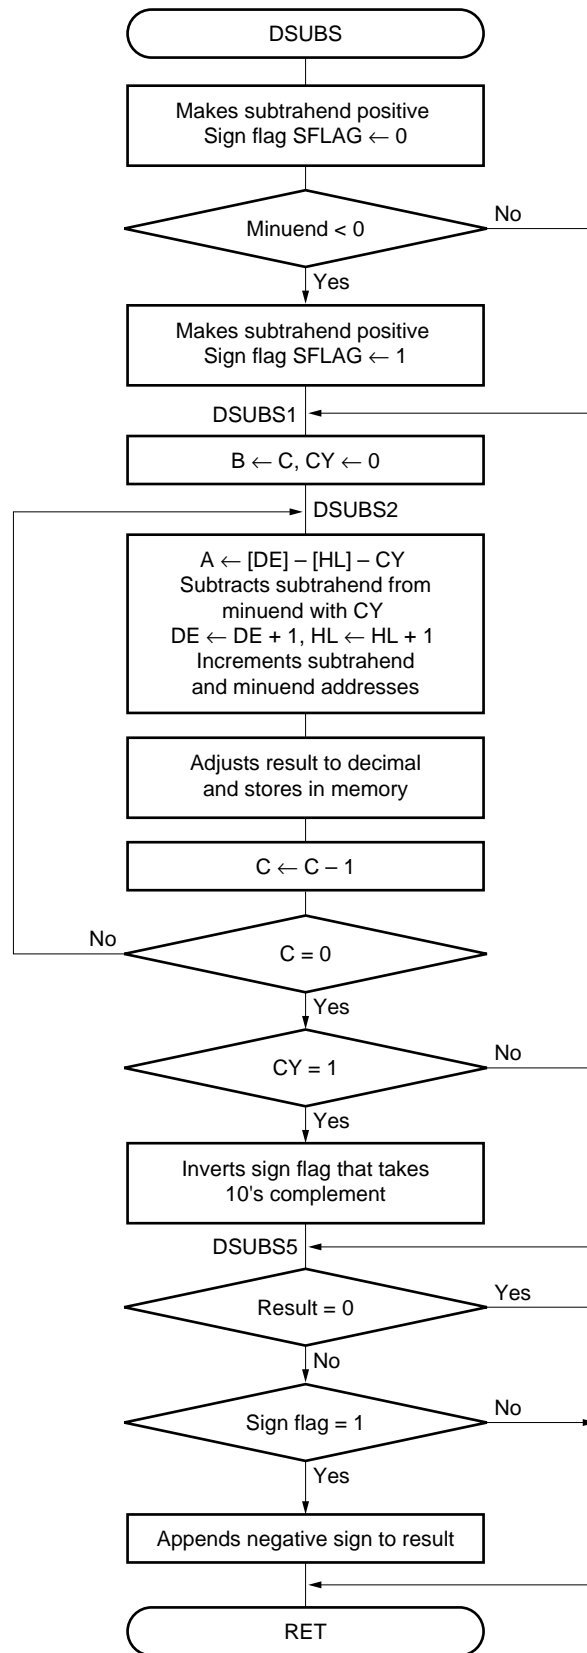 DSUBS
Makes subtrahend positive
Sign flag SFLAG ← 0
Minuend < 0
No
Yes
Makes subtrahend positive
Sign flag SFLAG ← 1
DSUBS1
B ← C, CY ← 0
DSUBS2
A ← [DE] – [HL] – CY
Subtracts subtrahend from
minuend with CY
DE ← DE + 1, HL ← HL + 1
Increments subtrahend
and minuend addresses
Adjusts result to decimal
and stores in memory
C ← C – 1
No
C = 0
Yes
CY = 1
No
Yes
Inverts sign flag that takes
10's complement
DSUBS5
Result = 0
Yes
No
Sign flag = 1
No
Yes
Appends negative sign to result
RET